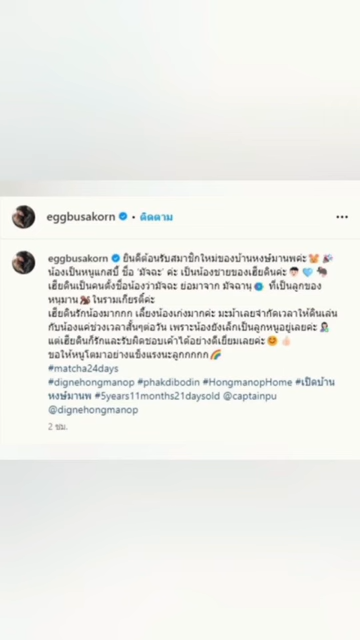 eggbusakorn • ติดตาม
eggbusakorn ยินดีต้อนรับสมาชิกใหม่ของบ้านหงษ์มานพค่ะ🐹🎉
น้องเป็นหนูแกสบี้ ชื่อ 'มัจฉะ' ค่ะ เป็นน้องชายของเฮียดินค่ะ👦🏻🩵🐀
เฮียดินเป็นคนตั้งชื่อน้องว่ามัจฉะ ย่อมาจาก มัจฉานุ🧿 ที่เป็นลูกของ
หนุมาน🐒ในรามเกียรติ์ค่ะ
เฮียดินรักน้องมากกก เลี้ยงน้องเก่งมากค่ะ มะม้าเลยจำกัดเวลาให้ดินเล่น
กับน้องแค่ช่วงเวลาสั้นๆต่อวัน เพราะน้องยังเด็กเป็นลูกหนูอยู่เลยค่ะ
แต่เฮียดินก็รักและรับผิดชอบเค้าได้อย่างดีเยี่ยมเลยค่ะ😊👍🏻
ขอให้หนูโตมาอย่างแข็งแรงนะลูกกกกก🌈
#matcha24days
#dignehongmanop #phakdibodin #HongmanopHome #เปิดบ้าน
หงษ์มานพ #5years11months21daysold @captainpu
@dignehongmanop
2 ชม.